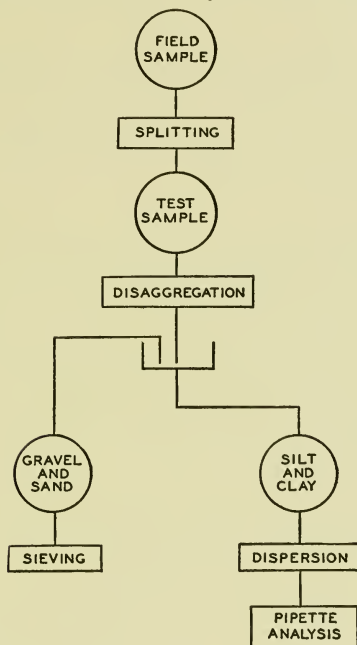 FIELD
SAMPLE
SPLITTING
TEST
SAMPLE
DISAGGREGATION
GRAVEL
AND
SAND
SIEVING
SILT
AND
CLAY
DISPERSION
PIPETTE
ANALYSIS